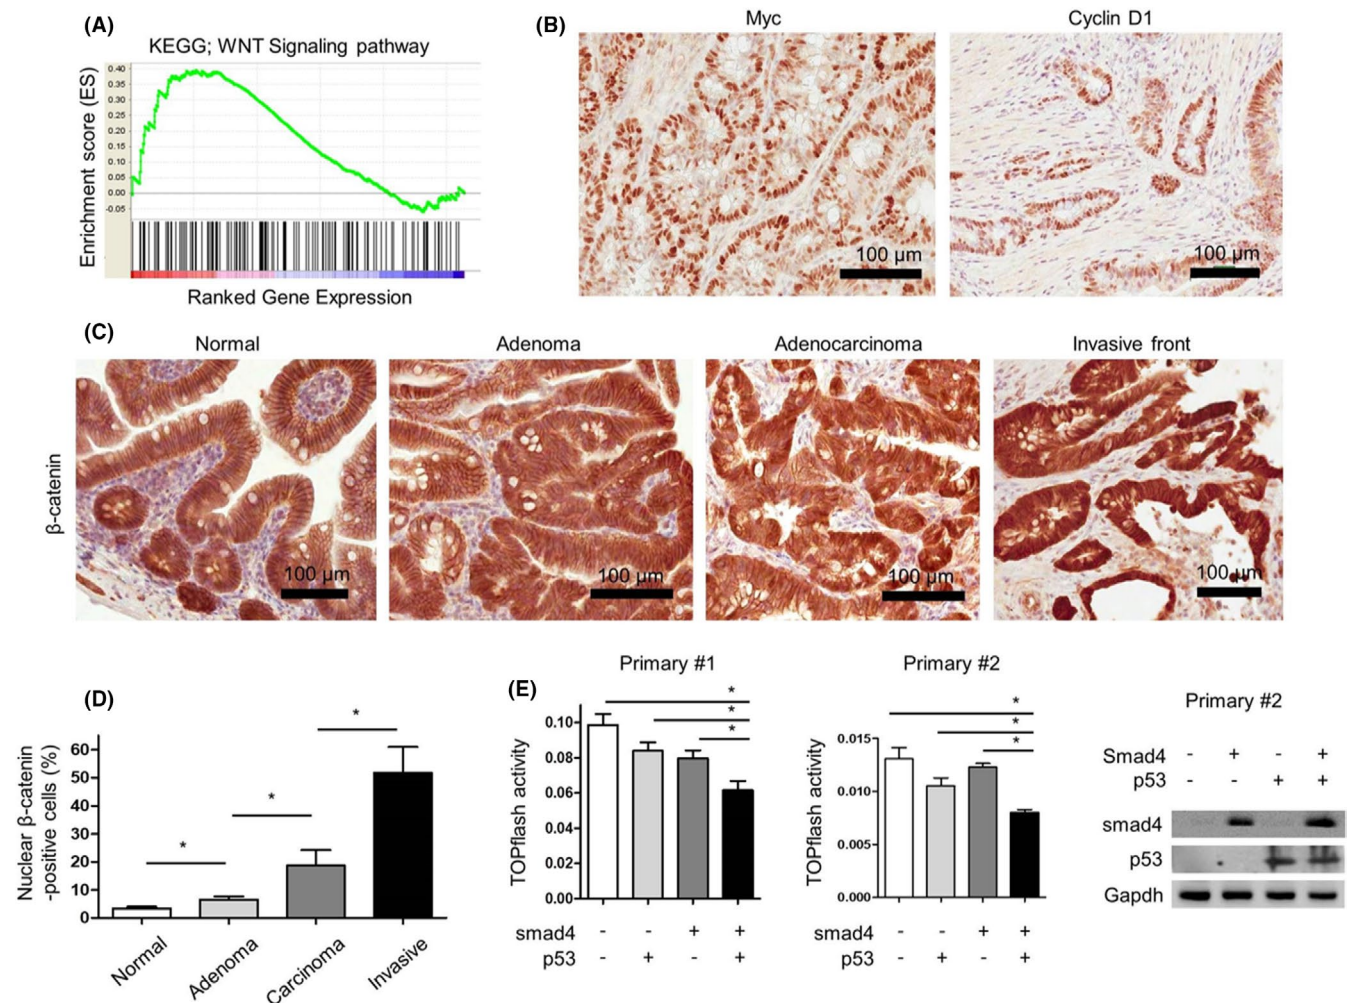 (A)
KEGG; WNT Signaling pathway
Enrichment score (ES)
0.40
0.35
0.30
0.25
0.20
0.15
0.10
0.05
0.00
-0.05
Ranked Gene Expression
(B)
Myc
Cyclin D1
100 μm
100 μm
(C)
Normal
Adenoma
Adenocarcinoma
Invasive front
β-catenin
100 μm
100 μm
100 μm
100 μm
(D)
Nuclear β-catenin
-positive cells (%)
60
50
40
30
20
10
0
*
*
*
Normal
Adenoma
Carcinoma
Invasive
(E)
Primary #1
TOPflash activity
0.10
0.08
0.06
0.04
0.02
0.00
*
*
*
smad4 - - + +
p53 - + - +
Primary #2
TOPflash activity
0.015
0.010
0.005
0.000
*
*
*
smad4 - - + +
p53 - + - +
Primary #2
Smad4 - + - +
p53 - - + +
smad4
p53
Gapdh